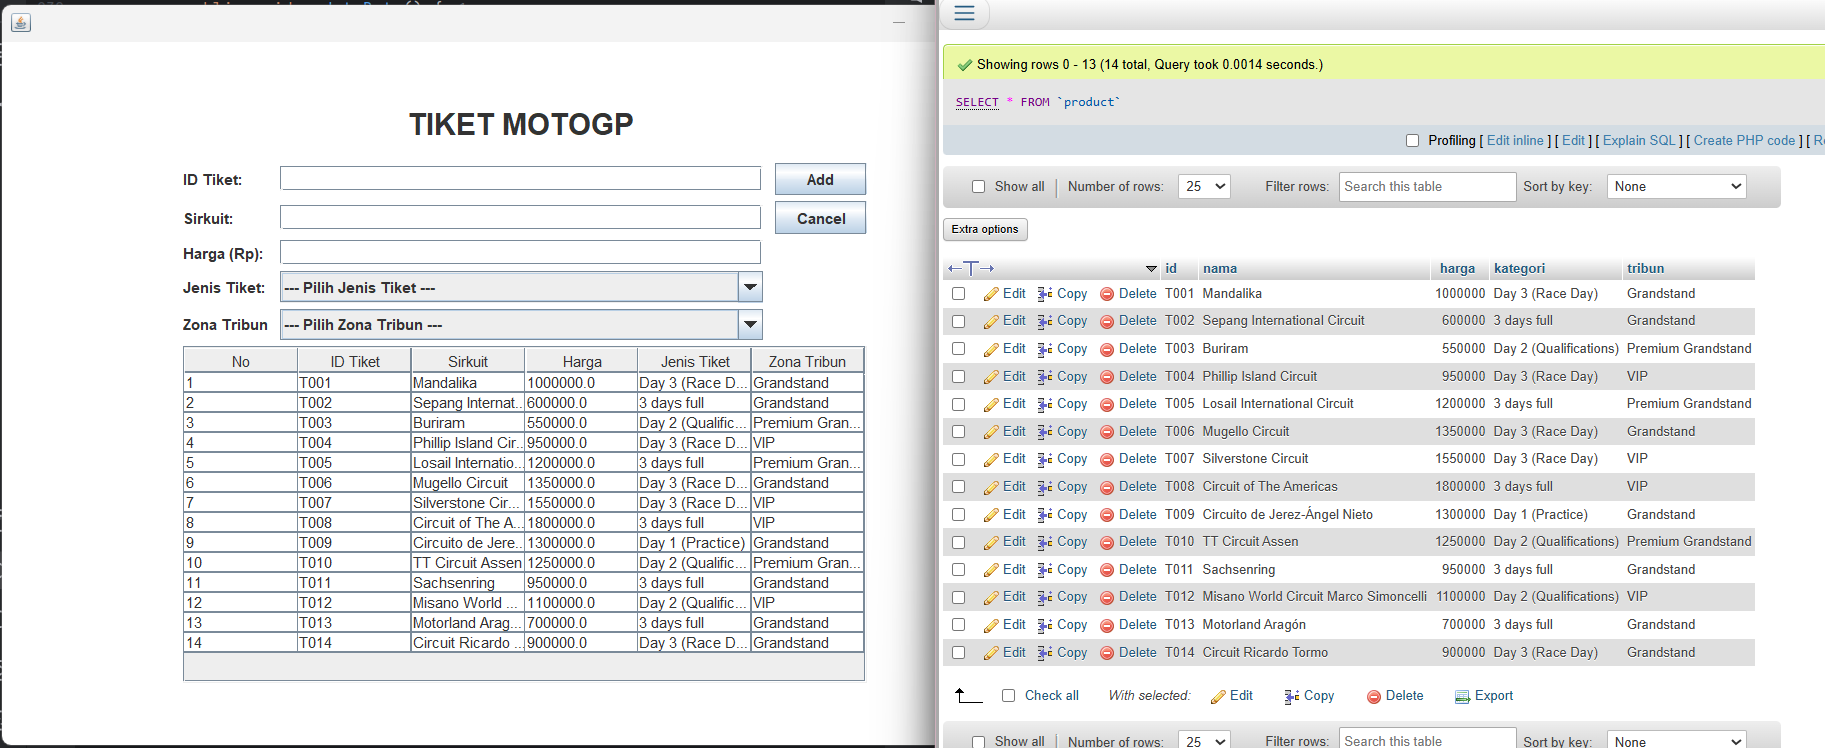 TIKET MOTOGP
ID Tiket:
Add
Sirkuit:
Cancel
Harga (Rp):
Jenis Tiket: --- Pilih Jenis Tiket ---
Zona Tribun --- Pilih Zona Tribun ---
No ID Tiket Sirkuit Harga Jenis Tiket Zona Tribun
1 T001 Mandalika 1000000.0 Day 3 (Race D... Grandstand
2 T002 Sepang Internat... 600000.0 3 days full Grandstand
3 T003 Buriram 550000.0 Day 2 (Qualific... Premium Gran...
4 T004 Phillip Island Cir... 950000.0 Day 3 (Race D... VIP
5 T005 Losail Internatio... 1200000.0 3 days full Premium Gran...
6 T006 Mugello Circuit 1350000.0 Day 3 (Race D... Grandstand
7 T007 Silverstone Cir... 1550000.0 Day 3 (Race D... VIP
8 T008 Circuit of The A... 1800000.0 3 days full VIP
9 T009 Circuito de Jere... 1300000.0 Day 1 (Practice) Grandstand
10 T010 TT Circuit Assen 1250000.0 Day 2 (Qualific... Premium Gran...
11 T011 Sachsenring 950000.0 3 days full Grandstand
12 T012 Misano World ... 1100000.0 Day 2 (Qualific... VIP
13 T013 Motorland Arag... 700000.0 3 days full Grandstand
14 T014 Circuit Ricardo ... 900000.0 Day 3 (Race D... Grandstand
Showing rows 0 - 13 (14 total, Query took 0.0014 seconds.)
SELECT * FROM `product`
Profiling [ Edit inline ] [ Edit ] [ Explain SQL ] [ Create PHP code ] [ R
Show all Number of rows: 25 Filter rows: Search this table Sort by key: None
Extra options
id nama harga kategori tribun
Edit Copy Delete T001 Mandalika 1000000 Day 3 (Race Day) Grandstand
Edit Copy Delete T002 Sepang International Circuit 600000 3 days full Grandstand
Edit Copy Delete T003 Buriram 550000 Day 2 (Qualifications) Premium Grandstand
Edit Copy Delete T004 Phillip Island Circuit 950000 Day 3 (Race Day) VIP
Edit Copy Delete T005 Losail International Circuit 1200000 3 days full Premium Grandstand
Edit Copy Delete T006 Mugello Circuit 1350000 Day 3 (Race Day) Grandstand
Edit Copy Delete T007 Silverstone Circuit 1550000 Day 3 (Race Day) VIP
Edit Copy Delete T008 Circuit of The Americas 1800000 3 days full VIP
Edit Copy Delete T009 Circuito de Jerez-Ángel Nieto 1300000 Day 1 (Practice) Grandstand
Edit Copy Delete T010 TT Circuit Assen 1250000 Day 2 (Qualifications) Premium Grandstand
Edit Copy Delete T011 Sachsenring 950000 3 days full Grandstand
Edit Copy Delete T012 Misano World Circuit Marco Simoncelli 1100000 Day 2 (Qualifications) VIP
Edit Copy Delete T013 Motorland Aragón 700000 3 days full Grandstand
Edit Copy Delete T014 Circuit Ricardo Tormo 900000 Day 3 (Race Day) Grandstand
Check all With selected: Edit Copy Delete Export
Show all Number of rows: 25 Filter rows: Search this table Sort by key: None